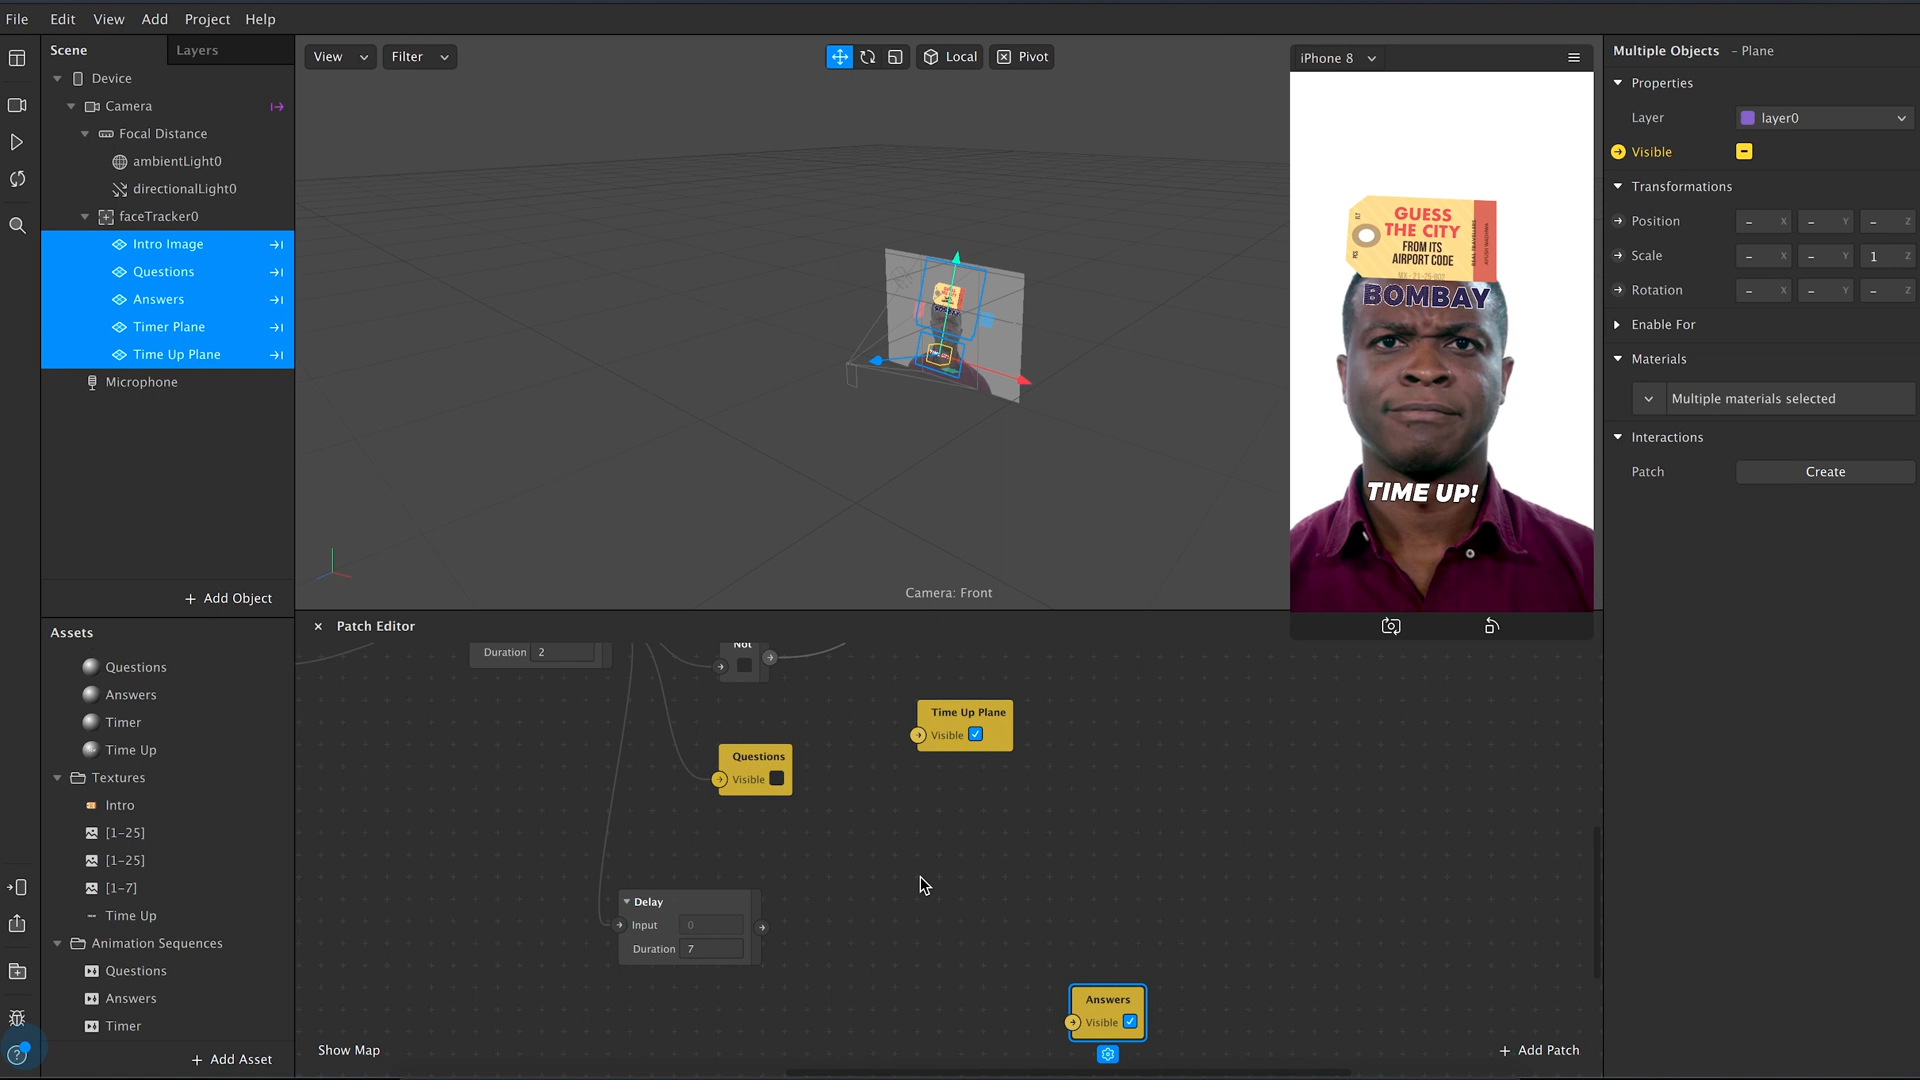 File Edit View Add Project Help
Scene
Layers
Device
Camera
Focal Distance
ambientLight0
directionalLight0
faceTracker0
Intro Image
Questions
Answers
Timer Plane
Time Up Plane
Microphone
+ Add Object
Assets
Questions
Answers
Timer
Time Up
Textures
Intro
[1-25]
[1-25]
[1-7]
Time Up
Animation Sequences
Questions
Answers
Timer
+ Add Asset
View
Filter
Local
Pivot
Camera: Front
iPhone 8
GUESS
THE CITY
FROM ITS
AIRPORT CODE
BOMBAY
TIME UP!
Patch Editor
Duration 2
Not
Time Up Plane
Visible
Questions
Visible
Delay
Input 0
Duration 7
Answers
Visible
Show Map
+ Add Patch
Multiple Objects - Plane
Properties
Layer layer0
Visible
Transformations
Position - X - Y - Z
Scale - X - Y 1 Z
Rotation - X - Y - Z
Enable For
Materials
Multiple materials selected
Interactions
Patch Create